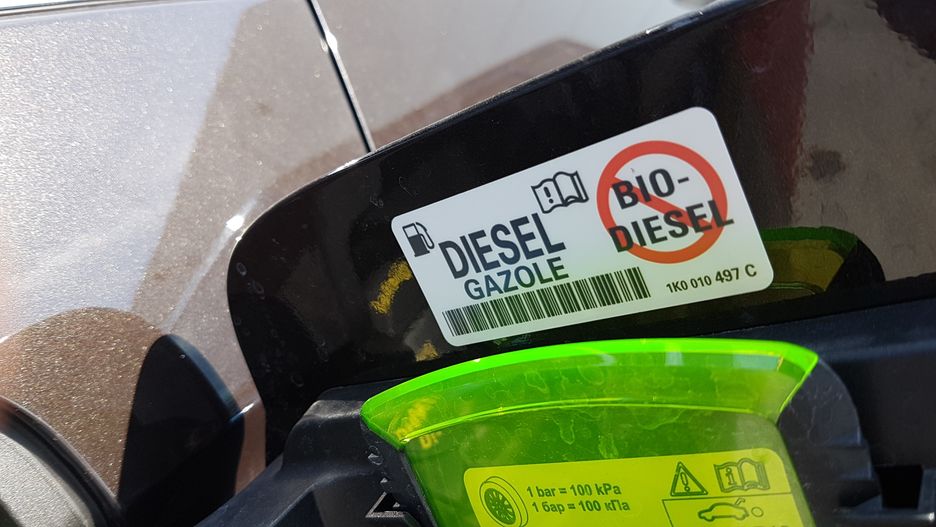 DIESEL
GAZOLE
BIO-
DIESEL
1K0 010 497 C
1 bar = 100 kPa
1 бар = 100 кПа